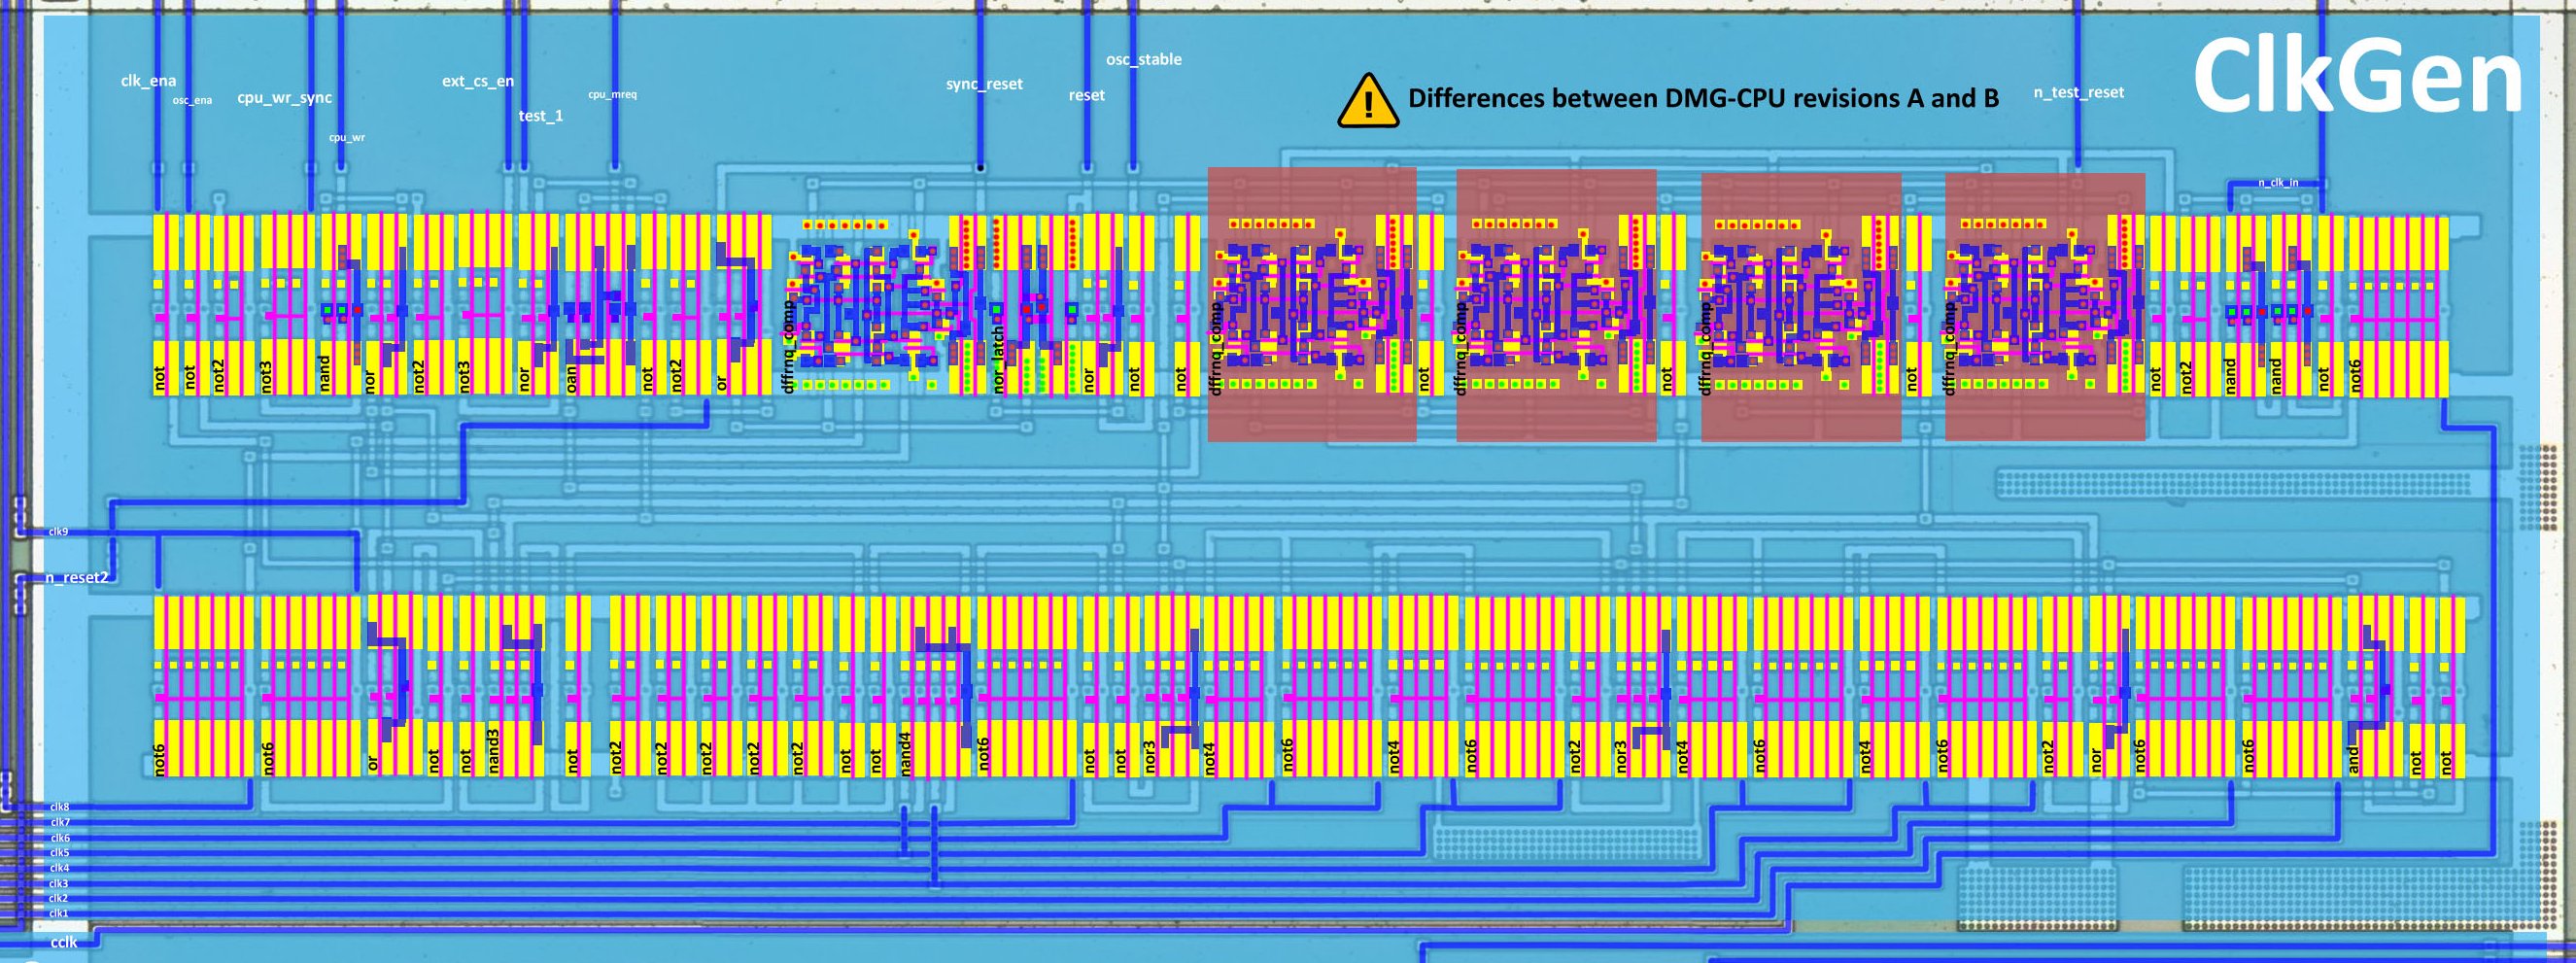 ClkGen
osc_stable
clk_ena
ext_cs_en
sync_reset
cpu_mreq
reset
n_test_reset
osc_ena
cpu_wr_sync
Differences between DMG-CPU revisions A and B
test_1
cpu_wr
n_clk_in
not
not
not2
not3
nand
nor
not2
not3
nor
oan
not
not2
or
dffrnq_comp
nor_latch
nor
not
not
dffrnq_comp
not
dffrnq_comp
not
dffrnq_comp
not
dffrnq_comp
not
not2
nand
nand
not
not6
clk9
n_reset2
not6
not6
or
not
not
nand3
not
not2
not2
not2
not2
not2
not
not
nand4
not6
not
not
nor3
not4
not6
not4
not6
not2
nor3
not4
not6
not4
not6
not2
nor
not6
not6
and
not
not
clk8
clk7
clk6
clk5
clk4
clk3
clk2
clk1
cclk